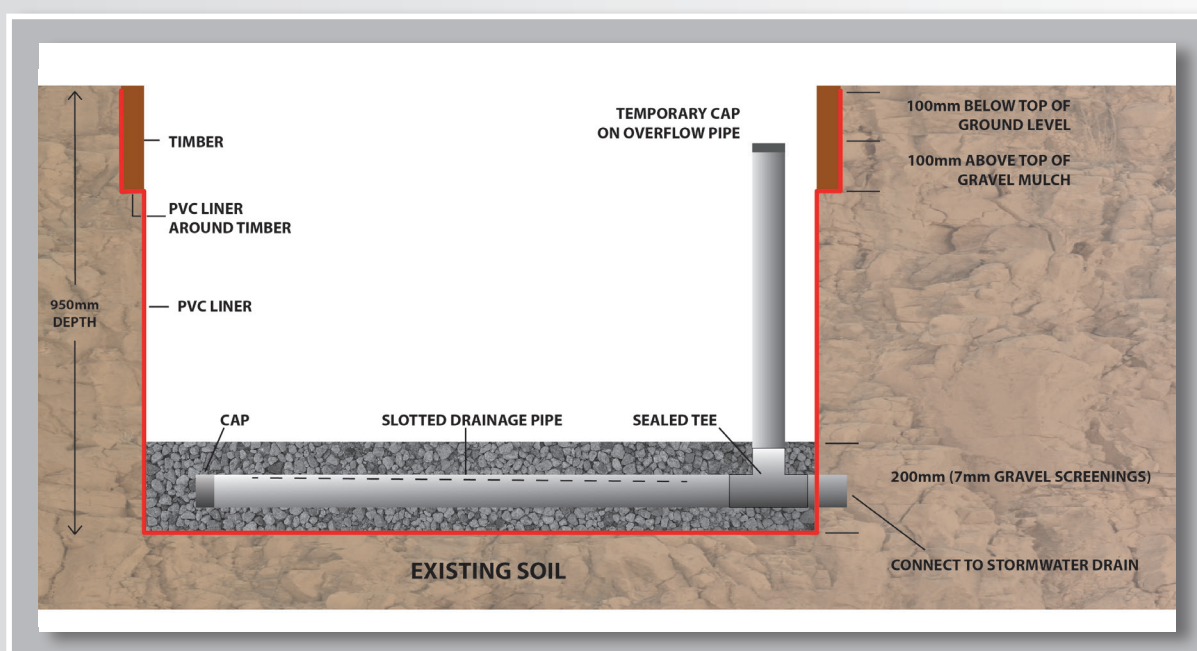 TEMPORARY CAP
ON OVERFLOW PIPE
100mm BELOW TOP OF
GROUND LEVEL
TIMBER
100mm ABOVE TOP OF
GRAVEL MULCH
PVC LINER
AROUND TIMBER
950mm
DEPTH
PVC LINER
CAP
SLOTTED DRAINAGE PIPE
SEALED TEE
200mm (7mm GRAVEL SCREENINGS)
EXISTING SOIL
CONNECT TO STORMWATER DRAIN